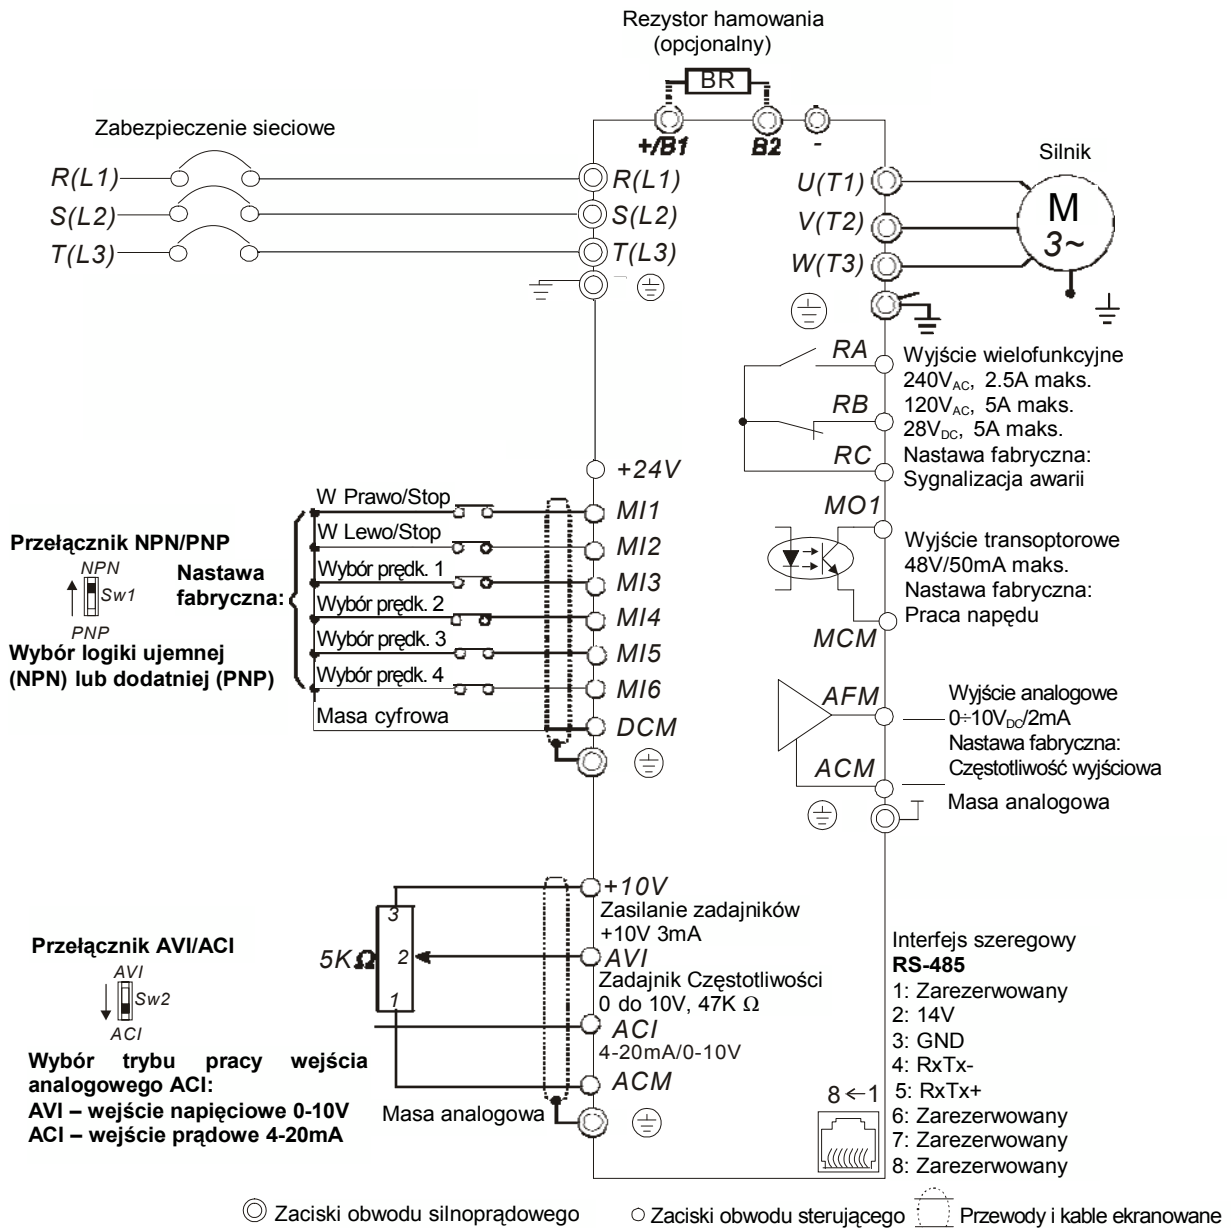 Rezystor hamowania
(opcjonalny)
BR
Zabezpieczenie sieciowe
+/B1
B2
-
Silnik
R(L1)
R(L1)
U(T1)
M
3~
S(L2)
S(L2)
V(T2)
T(L3)
T(L3)
W(T3)
RA
RB
RC
Wyjście wielofunkcyjne
240VAC, 2.5A maks.
120VAC, 5A maks.
28VDC, 5A maks.
Nastawa fabryczna:
Sygnalizacja awarii
+24V
W Prawo/Stop
MI1
W Lewo/Stop
MI2
Wybór prędk. 1
MI3
Wybór prędk. 2
MI4
Wybór prędk. 3
MI5
Wybór prędk. 4
MI6
Masa cyfrowa
DCM
Przełącznik NPN/PNP
NPN
Sw1
PNP
Nastawa
fabryczna:
Wybór logiki ujemnej
(NPN) lub dodatniej (PNP)
MO1
MCM
Wyjście transoptorowe
48V/50mA maks.
Nastawa fabryczna:
Praca napędu
AFM
ACM
Wyjście analogowe
0÷10VDC/2mA
Nastawa fabryczna:
Częstotliwość wyjściowa
Masa analogowa
+10V
Zasilanie zadajników
+10V 3mA
AVI
Zadajnik Częstotliwości
0 do 10V, 47K Ω
ACI
4-20mA/0-10V
ACM
Masa analogowa
3
5KΩ
2
1
Przełącznik AVI/ACI
AVI
Sw2
ACI
Wybór trybu pracy wejścia
analogowego ACI:
AVI – wejście napięciowe 0-10V
ACI – wejście prądowe 4-20mA
Interfejs szeregowy
RS-485
1: Zarezerwowany
2: 14V
3: GND
4: RxTx-
5: RxTx+
6: Zarezerwowany
7: Zarezerwowany
8: Zarezerwowany
8←1
Zaciski obwodu silnoprądowego
Zaciski obwodu sterującego
Przewody i kable ekranowane